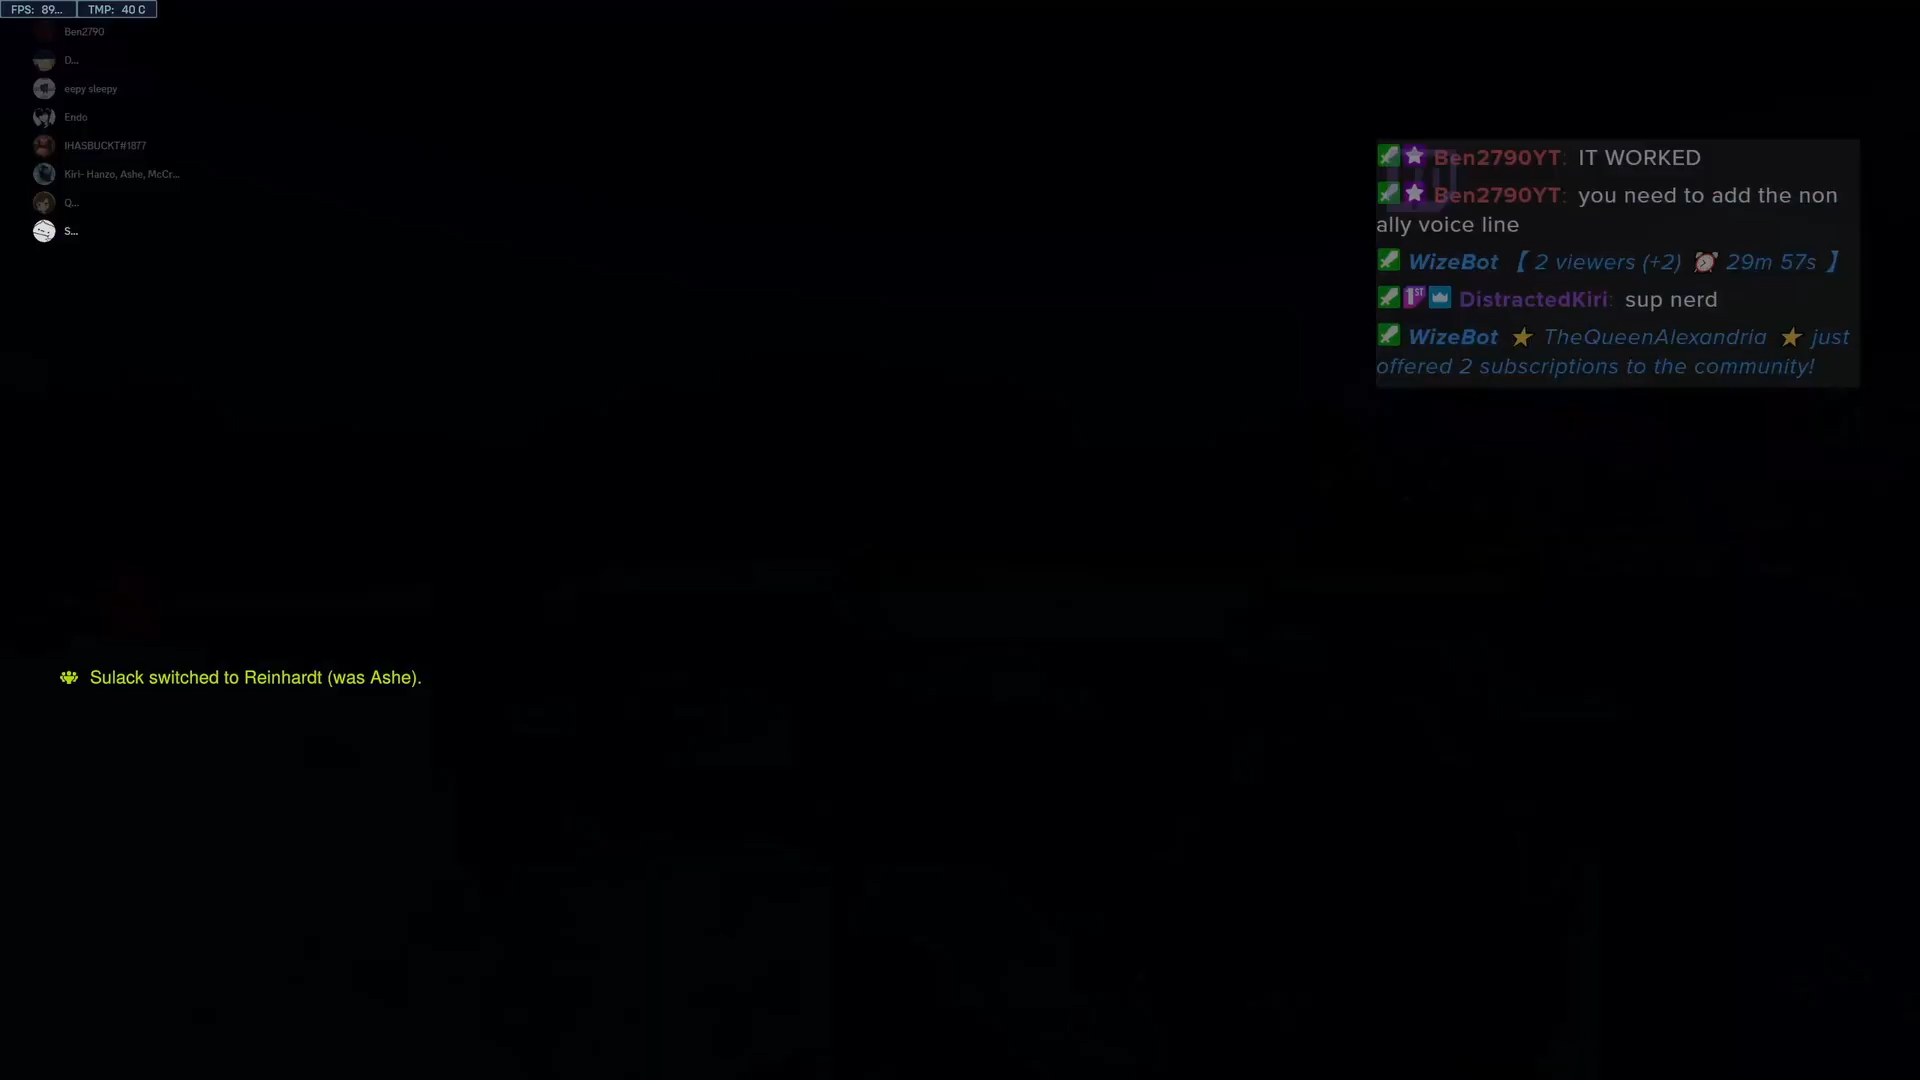 FPS: 89... TMP: 40 C
Ben2790
D...
eepy sleepy
Endo
IHASBUCKT#1877
Kiri- Hanzo, Ashe, McCr...
Q...
S...
Ben2790YT: IT WORKED
Ben2790YT: you need to add the non
ally voice line
WizeBot 【 2 viewers (+2) ⏰ 29m 57s 】
1ST DistractedKiri: sup nerd
WizeBot ⭐ TheQueenAlexandria ⭐ just
offered 2 subscriptions to the community!
Sulack switched to Reinhardt (was Ashe).